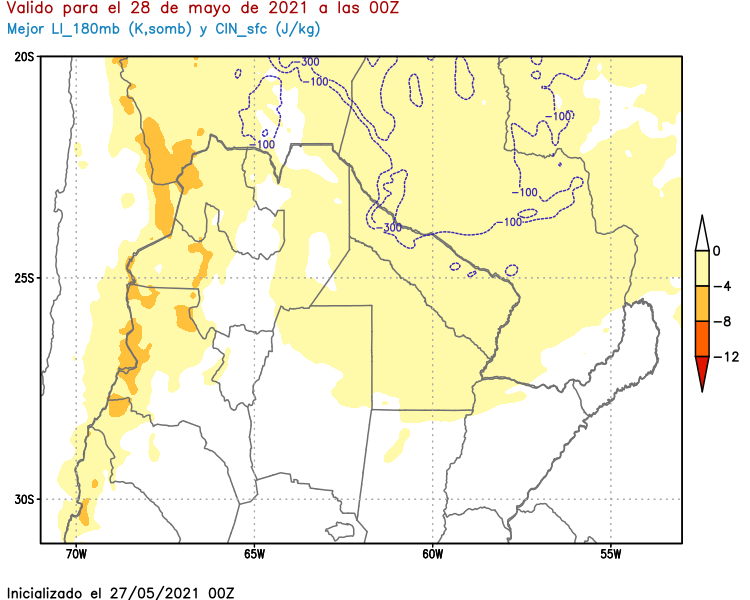 Valido para el 28 de mayo de 2021 a las 00Z
Mejor LI_180mb (K,somb) y CIN_sfc (J/kg)
20S
-300
-100
-100
-100
-100
-300
-100
25S
0
-4
-8
-12
30S
70W 65W 60W 55W
Inicializado el 27/05/2021 00Z